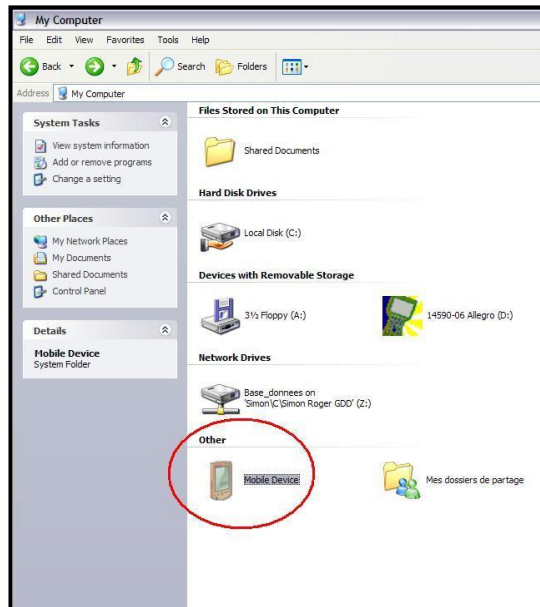 My Computer
File Edit View Favorites Tools Help
Back Search Folders
Address My Computer
System Tasks
View system information
Add or remove programs
Change a setting
Other Places
My Network Places
My Documents
Shared Documents
Control Panel
Details
Mobile Device
System Folder
Files Stored on This Computer
Shared Documents
Hard Disk Drives
Local Disk (C:)
Devices with Removable Storage
3½ Floppy (A:)
14590-06 Allegro (D:)
Network Drives
Base_donnees on
'Simon\C\Simon Roger GDD' (Z:)
Other
Mobile Device
Mes dossiers de partage